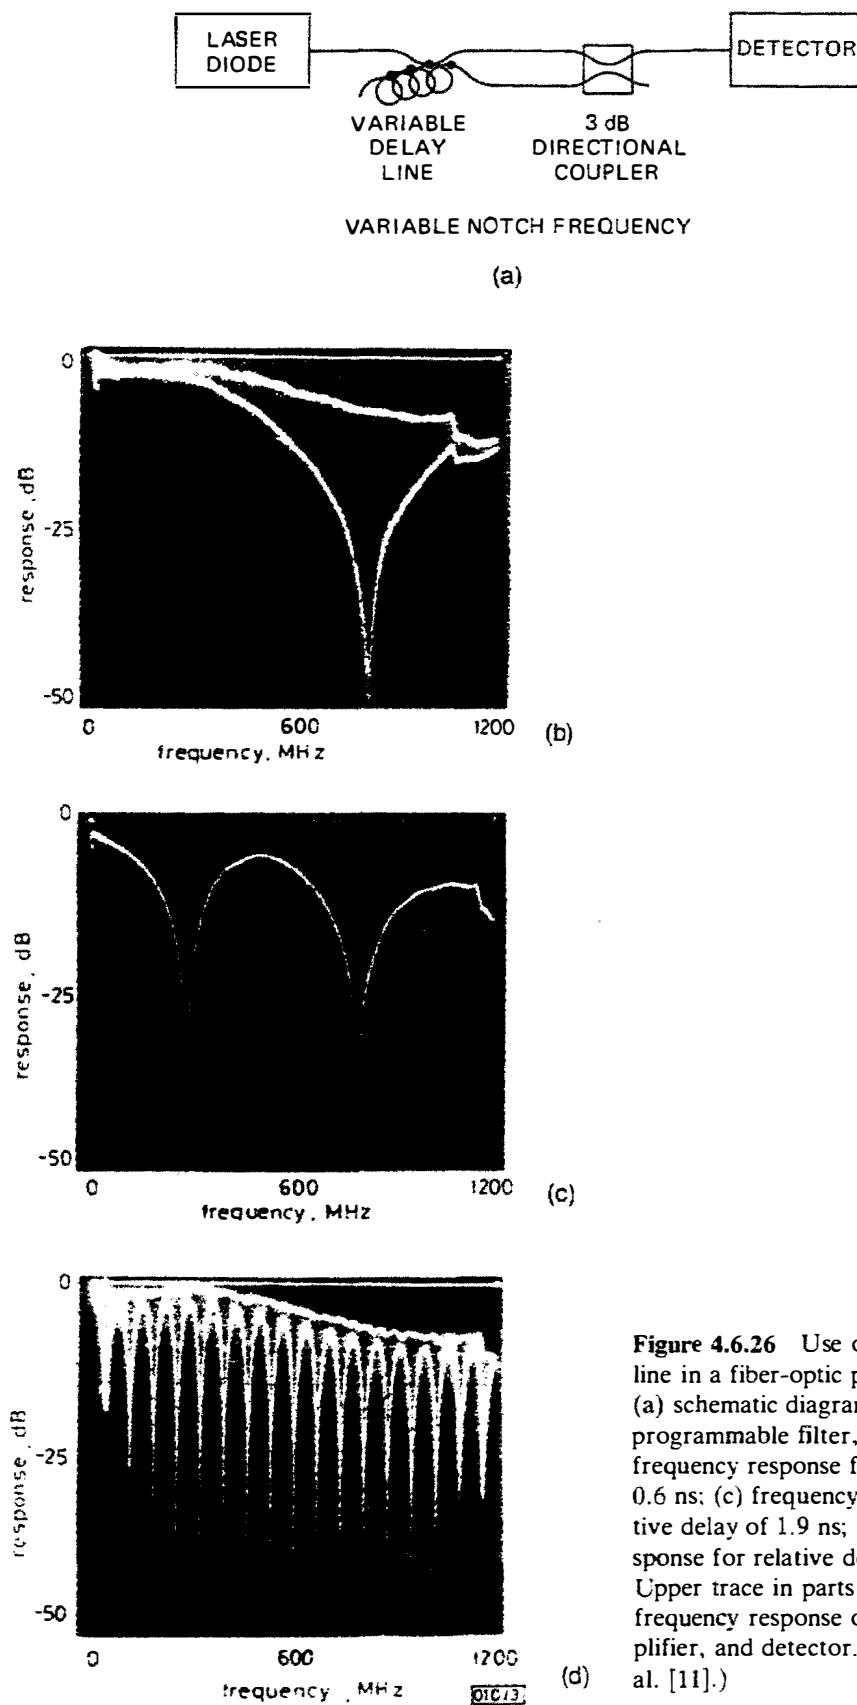 LASER
DIODE
DETECTOR
VARIABLE
DELAY
LINE
3 dB
DIRECTIONAL
COUPLER
VARIABLE NOTCH FREQUENCY
(a)
0
-25
-50
response, dB
0 600 1200
frequency, MHz
(b)
0
-25
-50
response, dB
0 600 1200
frequency, MHz
(c)
0
-25
-50
response, dB
0 600 1200
frequency, MHz
(d)
Figure 4.6.26 Use
line in a fiber-optic
(a) schematic diagram
programmable filter,
frequency response
0.6 ns; (c) frequency
tive delay of 1.9 ns;
sponse for relative
Upper trace in parts
frequency response
plifier, and detector.
al. [11].)